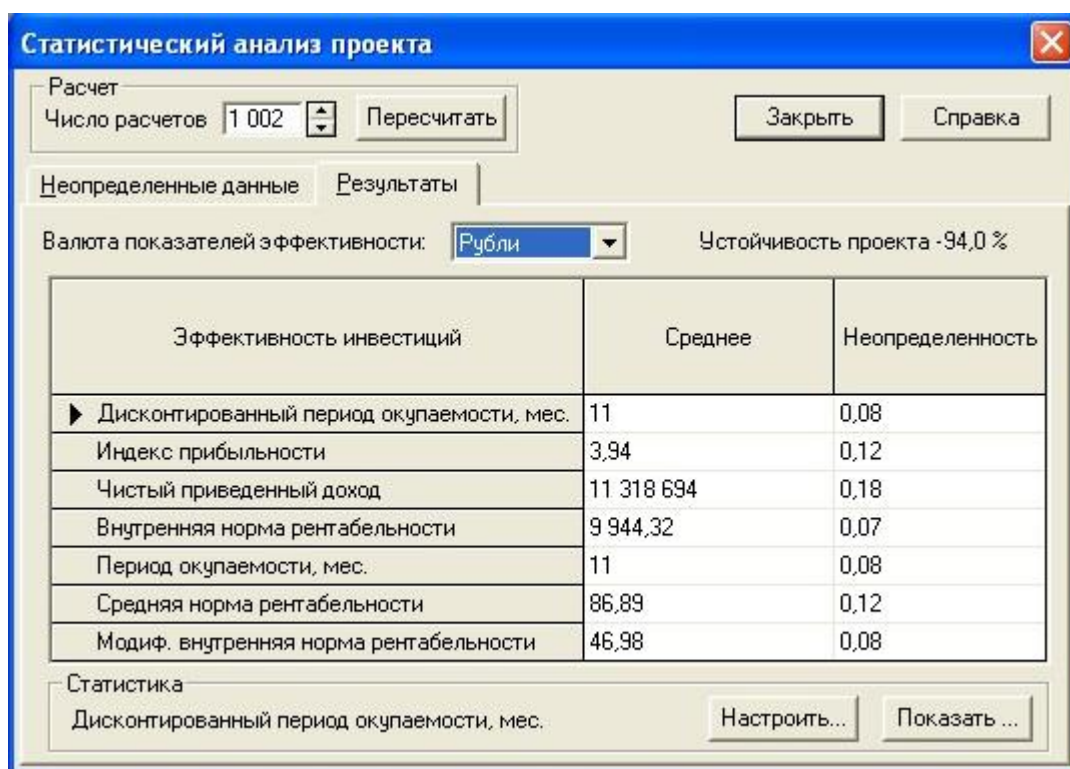 Статистический анализ проекта
Расчет
Число расчетов 1 002 Пересчитать Закрыть Справка
Неопределенные данные Результаты
Валюта показателей эффективности: Рубли Устойчивость проекта -94,0 %
Эффективность инвестиций Среднее Неопределенность
Дисконтированный период окупаемости, мес. 11 0,08
Индекс прибыльности 3,94 0,12
Чистый приведенный доход 11 318 694 0,18
Внутренняя норма рентабельности 9 944,32 0,07
Период окупаемости, мес. 11 0,08
Средняя норма рентабельности 86,89 0,12
Модиф. внутренняя норма рентабельности 46,98 0,08
Статистика
Дисконтированный период окупаемости, мес. Настроить... Показать ...